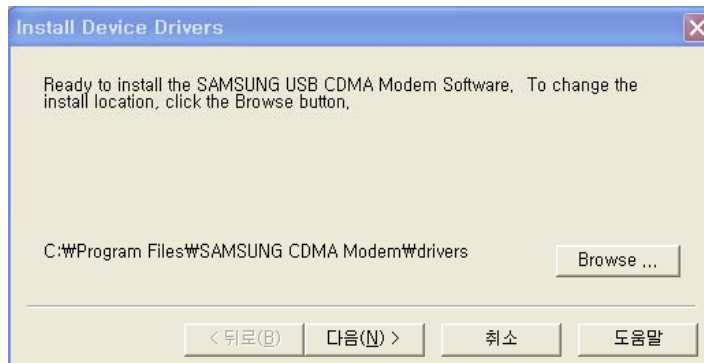 Install Device Drivers
Ready to install the SAMSUNG USB CDMA Modem Software. To change the
install location, click the Browse button.
C:₩Program Files₩SAMSUNG CDMA Modem₩drivers
Browse ...
< 뒤로(B)
다음(N) >
취소
도움말